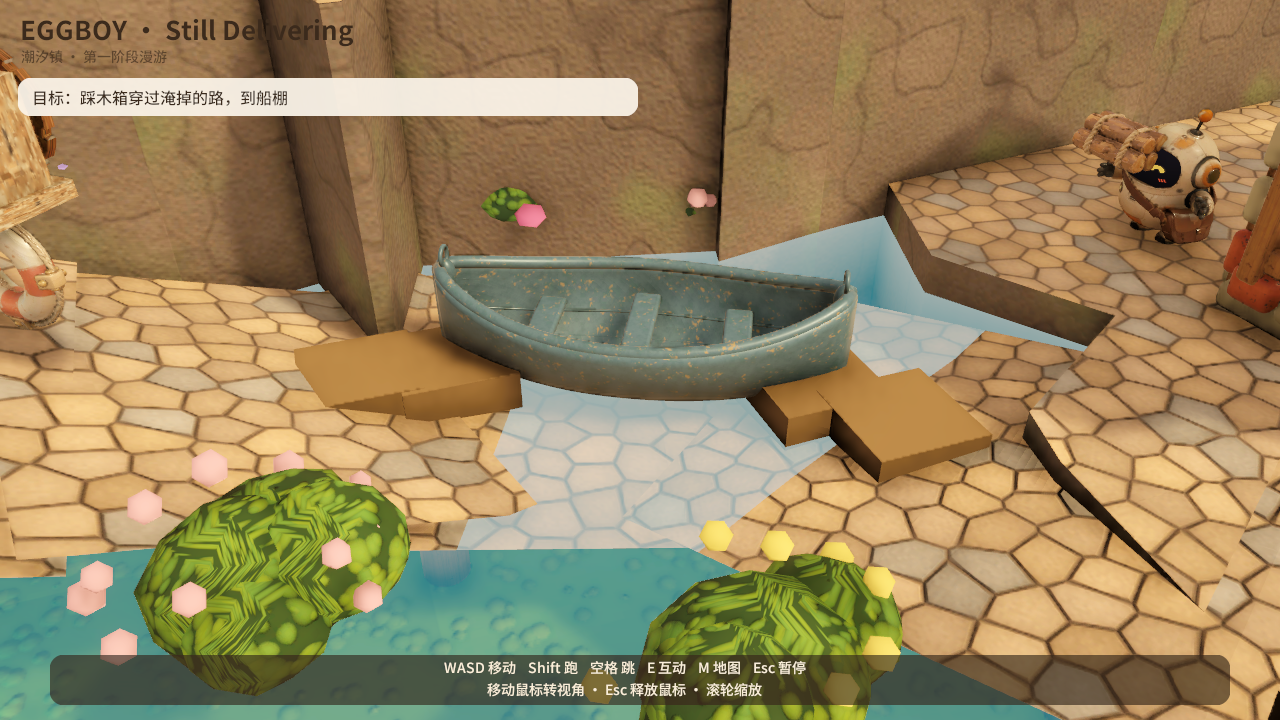 EGGBOY · Still Delivering
潮汐镇 · 第一阶段漫游
目标：踩木箱穿过淹掉的路，到船棚
WASD 移动 Shift 跑 空格 跳 E 互动 M 地图 Esc 暂停
移动鼠标转视角 · Esc 释放鼠标 · 滚轮缩放